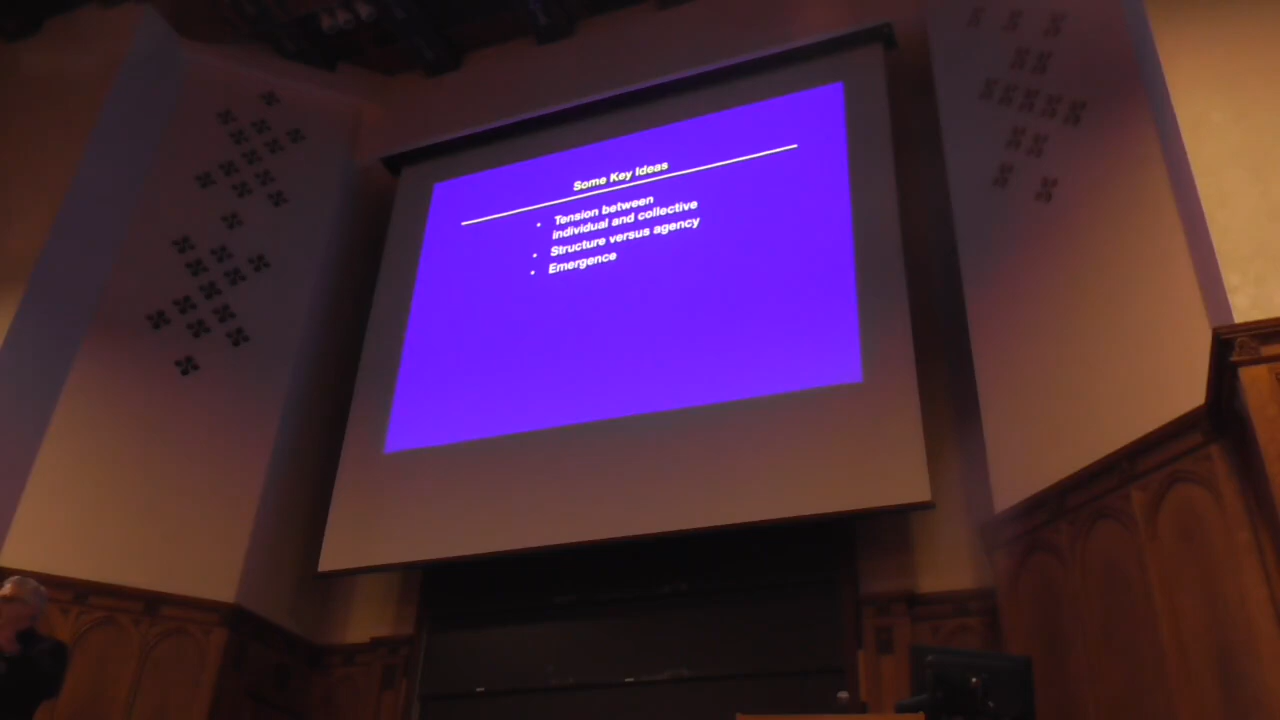 Some Key Ideas
• Tension between
individual and collective
• Structure versus agency
• Emergence